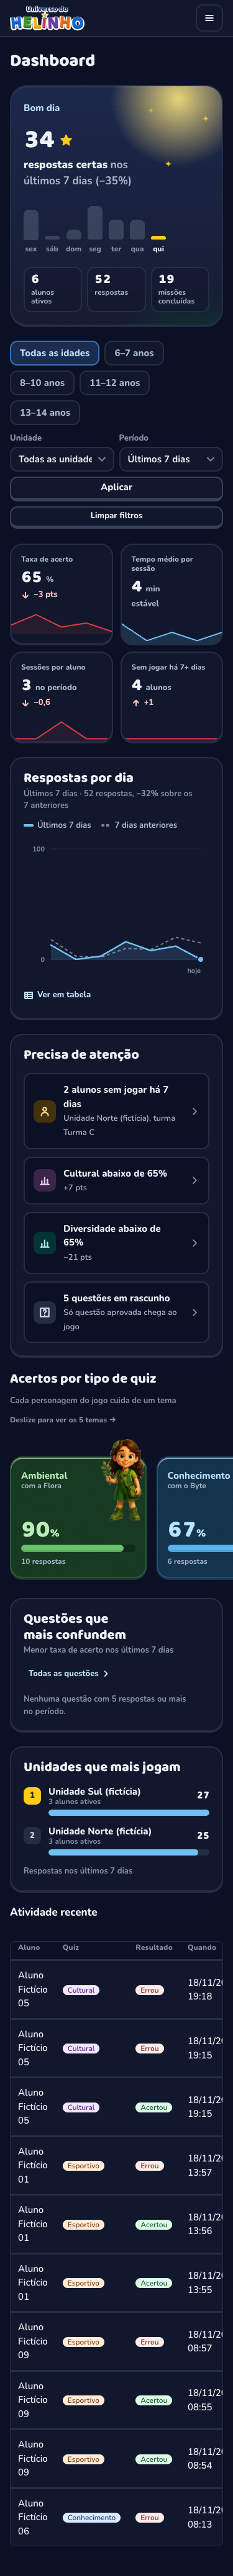 Universo do
HELINHO
Dashboard
Bom dia
34
respostas certas nos
últimos 7 dias (−35%)
sex sáb dom seg ter qua qui
6 52 19
alunos ativos
respostas
missões concluídas
Todas as idades 6–7 anos
8–10 anos 11–12 anos
13–14 anos
Unidade Período
Todas as unidade Últimos 7 dias
Aplicar
Limpar filtros
Taxa de acerto
65 %
−3 pts
Tempo médio por
sessão
4 min
estável
Sessões por aluno
3 no período
−0,6
Sem jogar há 7+ dias
4 alunos
+1
Respostas por dia
Últimos 7 dias · 52 respostas, −32% sobre os
7 anteriores
Últimos 7 dias 7 dias anteriores
100
0
hoje
Ver em tabela
Precisa de atenção
2 alunos sem jogar há 7
dias
Unidade Norte (fictícia), turma
Turma C
Cultural abaixo de 65%
+7 pts
Diversidade abaixo de
65%
−21 pts
5 questões em rascunho
Só questão aprovada chega ao
jogo
Acertos por tipo de quiz
Cada personagem do jogo cuida de um tema
Deslize para ver os 5 temas →
Ambiental
com a Flora
90%
10 respostas
Conhecimento
com o Byte
67%
6 respostas
Questões que
mais confundem
Menor taxa de acerto nos últimos 7 dias
Todas as questões
Nenhuma questão com 5 respostas ou mais
no período.
Unidades que mais jogam
1 Unidade Sul (fictícia) 27
3 alunos ativos
2 Unidade Norte (fictícia) 25
3 alunos ativos
Respostas nos últimos 7 dias
Atividade recente
Aluno Quiz Resultado Quando
Aluno Fictício 05 Cultural Errou 18/11/20 19:18
Aluno Fictício 05 Cultural Errou 18/11/20 19:15
Aluno Fictício 05 Cultural Acertou 18/11/20 19:15
Aluno Fictício 01 Esportivo Errou 18/11/20 13:57
Aluno Fictício 01 Esportivo Acertou 18/11/20 13:56
Aluno Fictício 01 Esportivo Acertou 18/11/20 13:55
Aluno Fictício 09 Esportivo Errou 18/11/20 08:57
Aluno Fictício 09 Esportivo Acertou 18/11/20 08:55
Aluno Fictício 09 Esportivo Acertou 18/11/20 08:54
Aluno Fictício 06 Conhecimento Errou 18/11/20 08:13